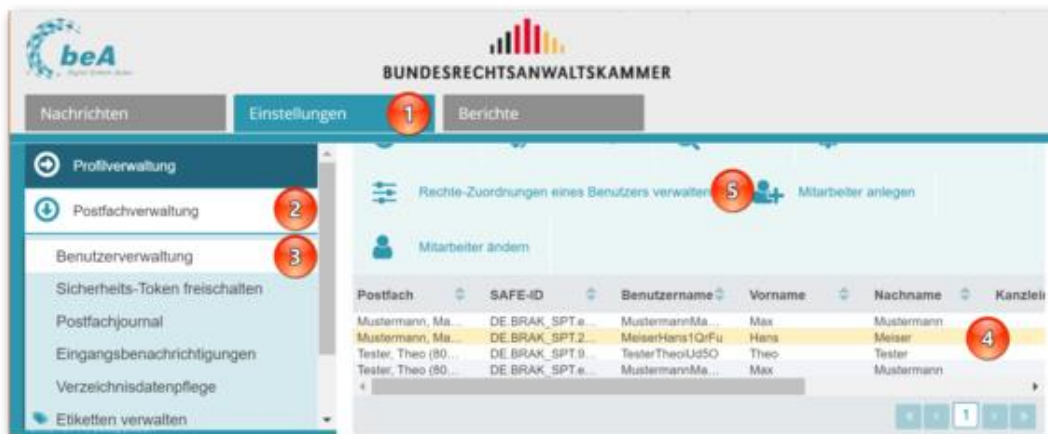 beA
BUNDESRECHTSANWALTSKAMMER
Nachrichten Einstellungen 1 Berichte
Profilverwaltung
Postfachverwaltung 2
Benutzerverwaltung 3
Sicherheits-Token freischalten
Postfachjournal
Eingangsbenachrichtigungen
Verzeichnisdatenpflege
Etiketten verwalten
Rechte-Zuordnungen eines Benutzers verwalten 5 Mitarbeiter anlegen
Mitarbeiter ändern
Postfach SAFE-ID Benutzername Vorname Nachname Kanzlei
Mustermann, Ma... DE.BRAK_SPT.e... MustermannMa... Max Mustermann
Mustermann, Ma... DE.BRAK_SPT.2... Hans Meiser 4
Tester, Theo (80... DE.BRAK_SPT.9... Theo Tester
Tester, Theo (80... DE.BRAK_SPT.e... MustermannMa... Max Mustermann
« ‹ 1 › »